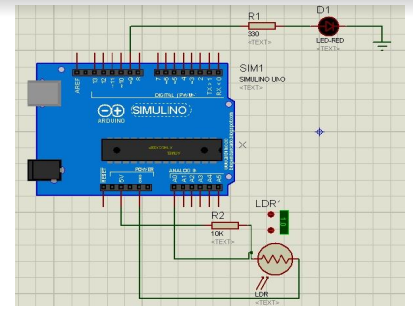 R1
330
<TEXT>
D1
LED-RED
<TEXT>
SIM1
SIMULINO UNO
<TEXT>
AREF
13
12
~11
~10
~9
8
7
~6
~5
4
~3
2
TX > 1
RX < 0
DIGITAL (PWM~)
ARDUINO
SIMULINO
RESET
5V
POWER
ANALOG IN
A0
A1
A2
A3
A4
A5
R2
10K
<TEXT>
LDR1
LDR
<TEXT>